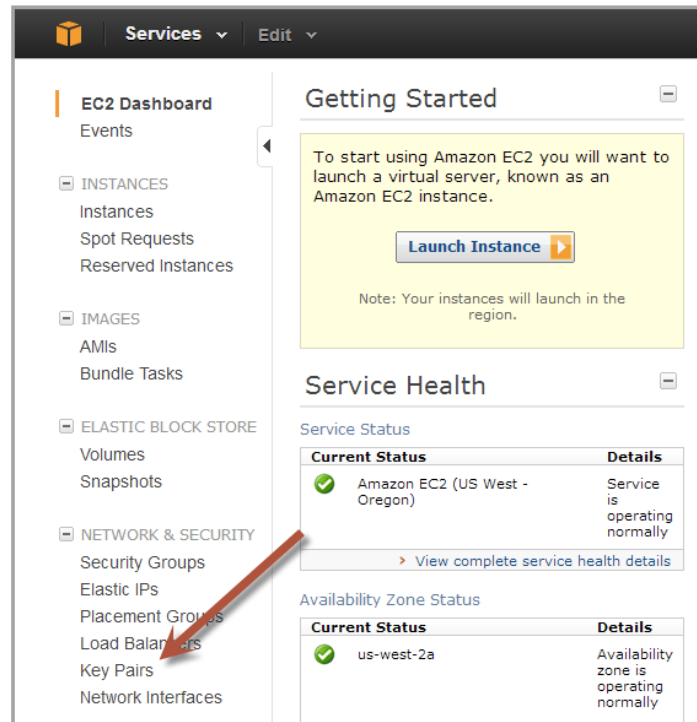 Services Edit
EC2 Dashboard
Events
INSTANCES
Instances
Spot Requests
Reserved Instances
IMAGES
AMIs
Bundle Tasks
ELASTIC BLOCK STORE
Volumes
Snapshots
NETWORK & SECURITY
Security Groups
Elastic IPs
Placement Groups
Load Balancers
Key Pairs
Network Interfaces
Getting Started
To start using Amazon EC2 you will want to
launch a virtual server, known as an
Amazon EC2 instance.
Launch Instance
Note: Your instances will launch in the
region.
Service Health
Service Status
Current Status Details
Amazon EC2 (US West - Service
Oregon) is
operating
normally
> View complete service health details
Availability Zone Status
Current Status Details
us-west-2a Availability
zone is
operating
normally